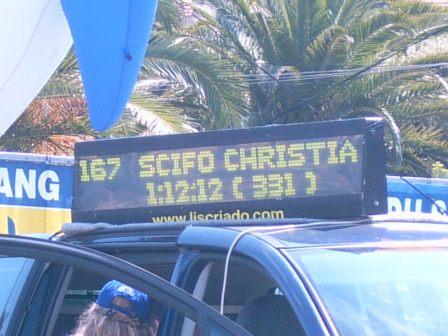 167 SCIFO CHRISTIA
1:12:12 ( 331 )
www.liscriado.com
ANG
DU S